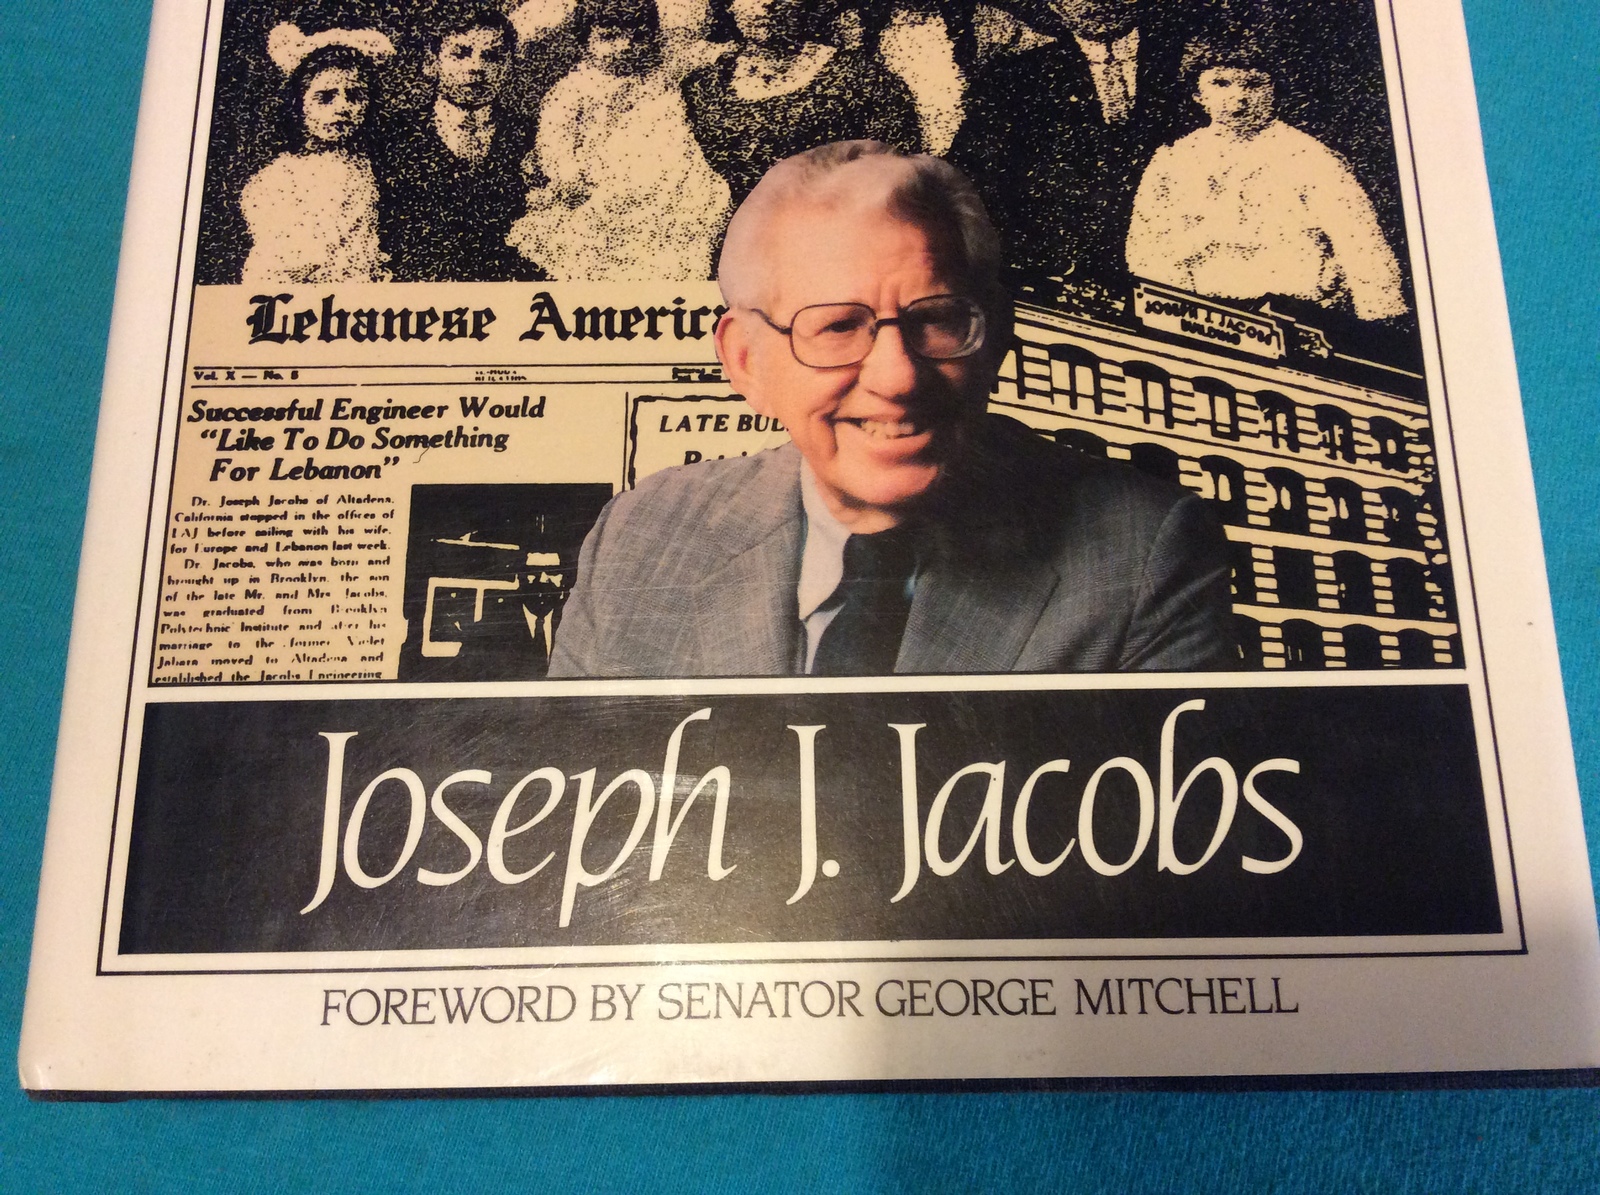 Lebanese Americ
Vol. X — No. 5
Successful Engineer Would
“Like To Do Something
For Lebanon”
LATE BUL
Dr. Joseph Jacobs of Altadena,
California stopped in the offices of
LAJ before sailing with his wife,
for Europe and Lebanon last week.
Dr. Jacobs, who was born and
brought up in Brooklyn, the son
of the late Mr. and Mrs. Jacobs,
was graduated from Brooklyn
Polytechnic Institute and after his
marriage to the former Violet
Jabara moved to Altadena and
established the Jacobs Engineering
JOSEPH J. JACOBS
BUILDING
Joseph J. Jacobs
FOREWORD BY SENATOR GEORGE MITCHELL